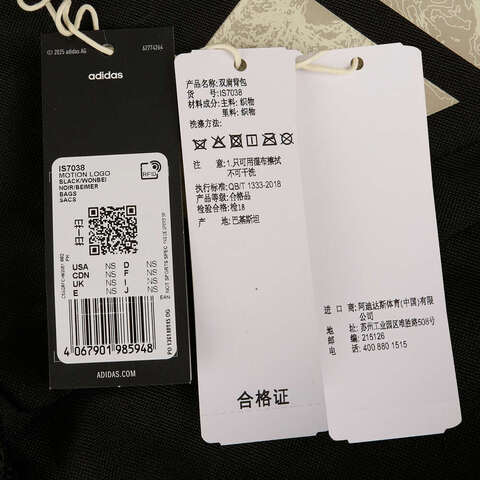 © 2025 adidas AG
67774264
adidas
IS7038
MOTION LOGO
BLACK/WONBEI
NOIR/BEIMER
BAGS
SACS
RFID
USA NS D NS
CDN NS F NS
UK NS I NS
E NS J NS
EAN
4 067901 985948
ADIDAS.COM
产品名称: 双肩背包
货 号: IS7038
材料成分: 主料: 织物
里料: 织物
洗涤方法:
注 意: 1.只可用湿布擦拭
不可干洗
执行标准: QB/T 1333-2018
产品等级: 合格品
检验合格: 检18
产 地: 巴基斯坦
合格证
进 口 商: 阿迪达斯体育(中国)有限
公司
地 址: 苏州工业园区唯胜路508号
邮 编: 215126
电 话: 400 880 1515